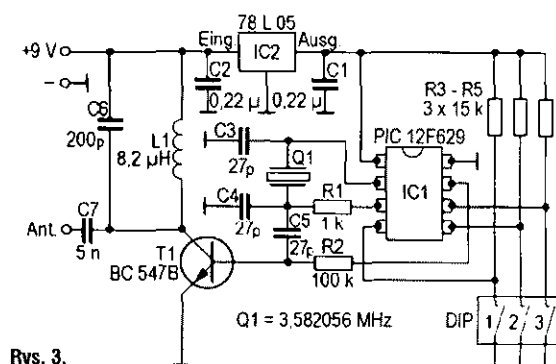 78 L 05
+9 V
Eing.
IC2
Ausg.
–
C2
C1
0,22 µ
0,22 µ
R3 - R5
3 x 15 k
C6
200p
L1
8,2 µH
C3
27p
Q1
PIC 12F629
IC1
C4
27p
R1
1 k
C5
27p
R2
100 k
Ant.
C7
5 n
T1
BC 547B
Q1 = 3,582056 MHz
DIP
1
2
3
Rys. 3.